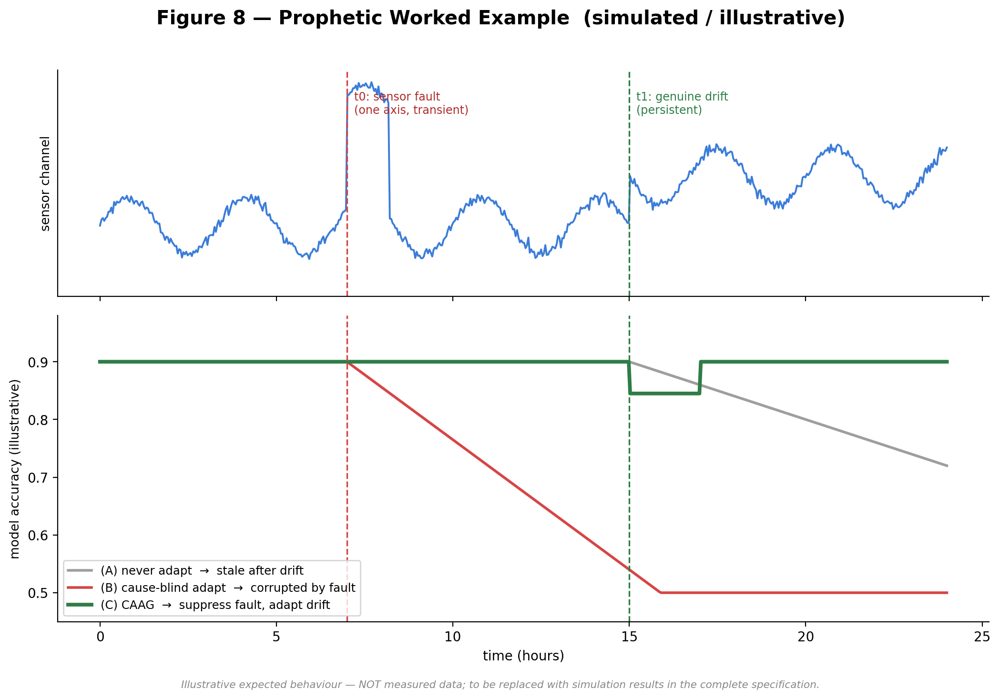 Figure 8 — Prophetic Worked Example (simulated / illustrative)
sensor channel
t0: sensor fault
(one axis, transient)
t1: genuine drift
(persistent)
model accuracy (illustrative)
0.9
0.8
0.7
0.6
0.5
(A) never adapt → stale after drift
(B) cause-blind adapt → corrupted by fault
(C) CAAG → suppress fault, adapt drift
0 5 10 15 20 25
time (hours)
Illustrative expected behaviour — NOT measured data; to be replaced with simulation results in the complete specification.